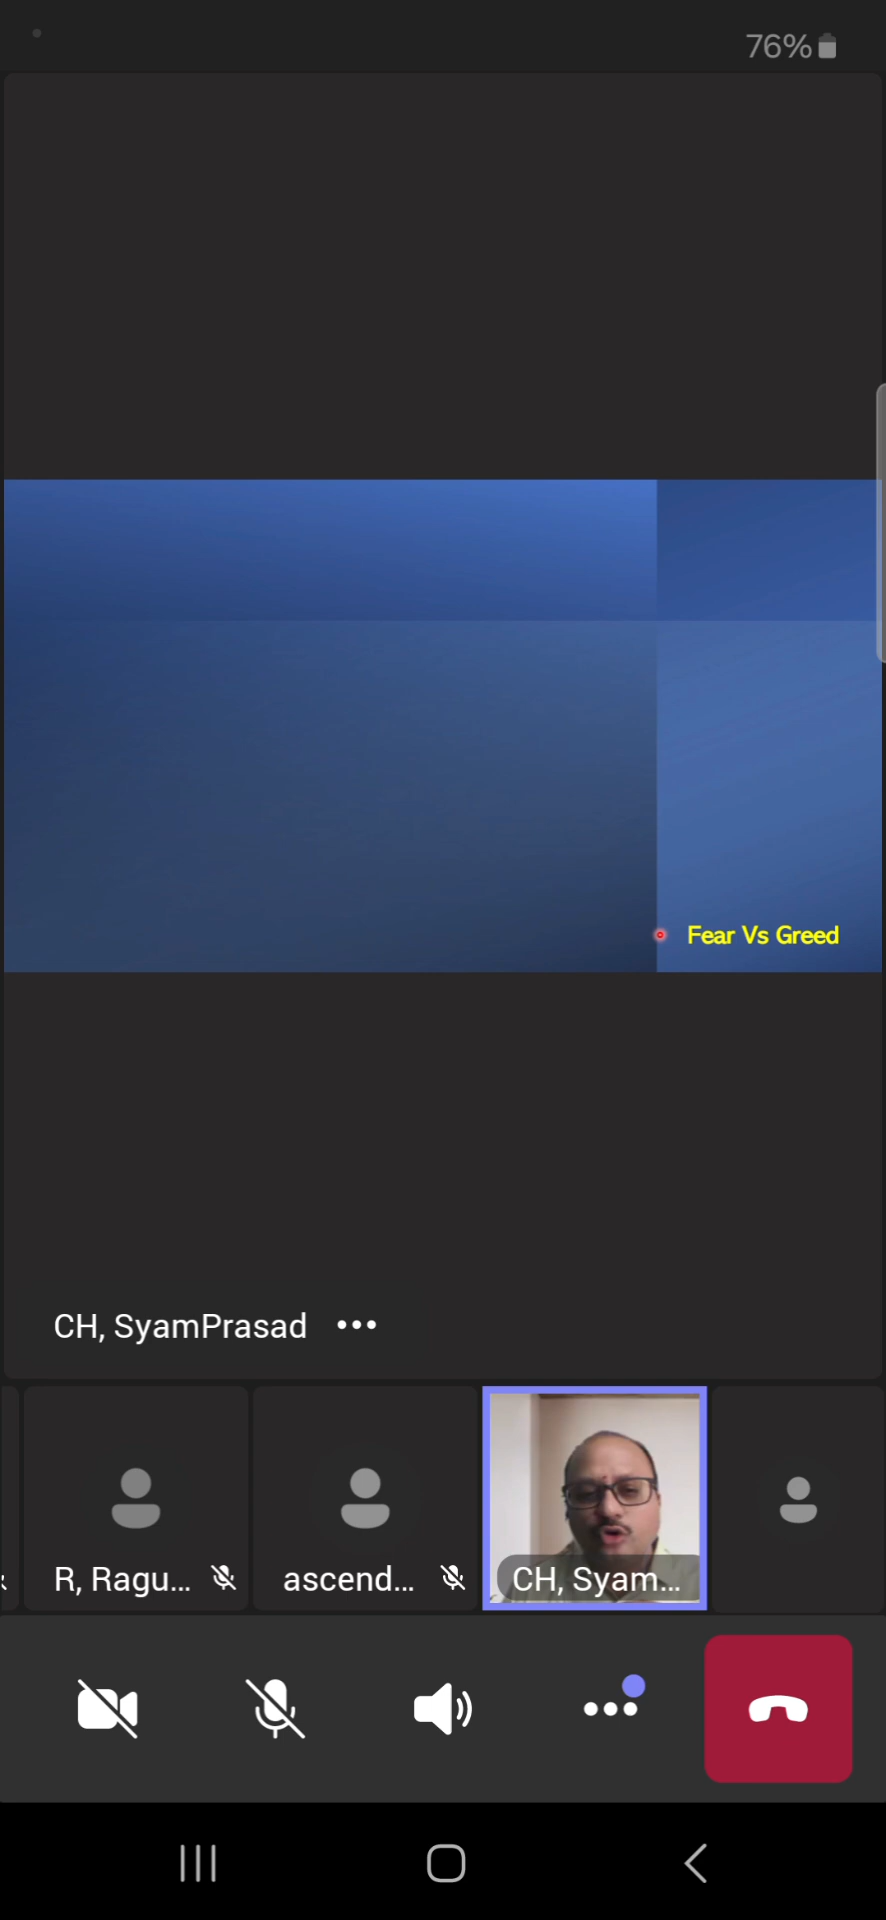 76%
Fear Vs Greed
CH, SyamPrasad
R, Ragu...
ascend...
CH, Syam...